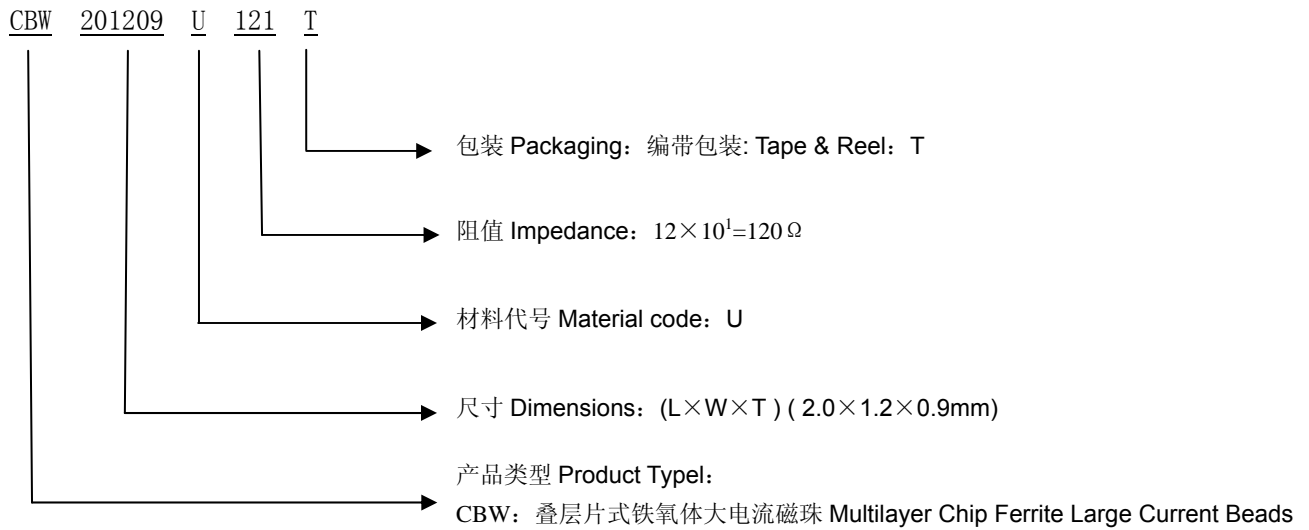 CBW 201209 U 121 T
包装 Packaging：编带包装: Tape & Reel：T
阻值 Impedance：12×10¹=120Ω
材料代号 Material code：U
尺寸 Dimensions：(L×W×T ) ( 2.0×1.2×0.9mm)
产品类型 Product Typel：
CBW：叠层片式铁氧体大电流磁珠 Multilayer Chip Ferrite Large Current Beads